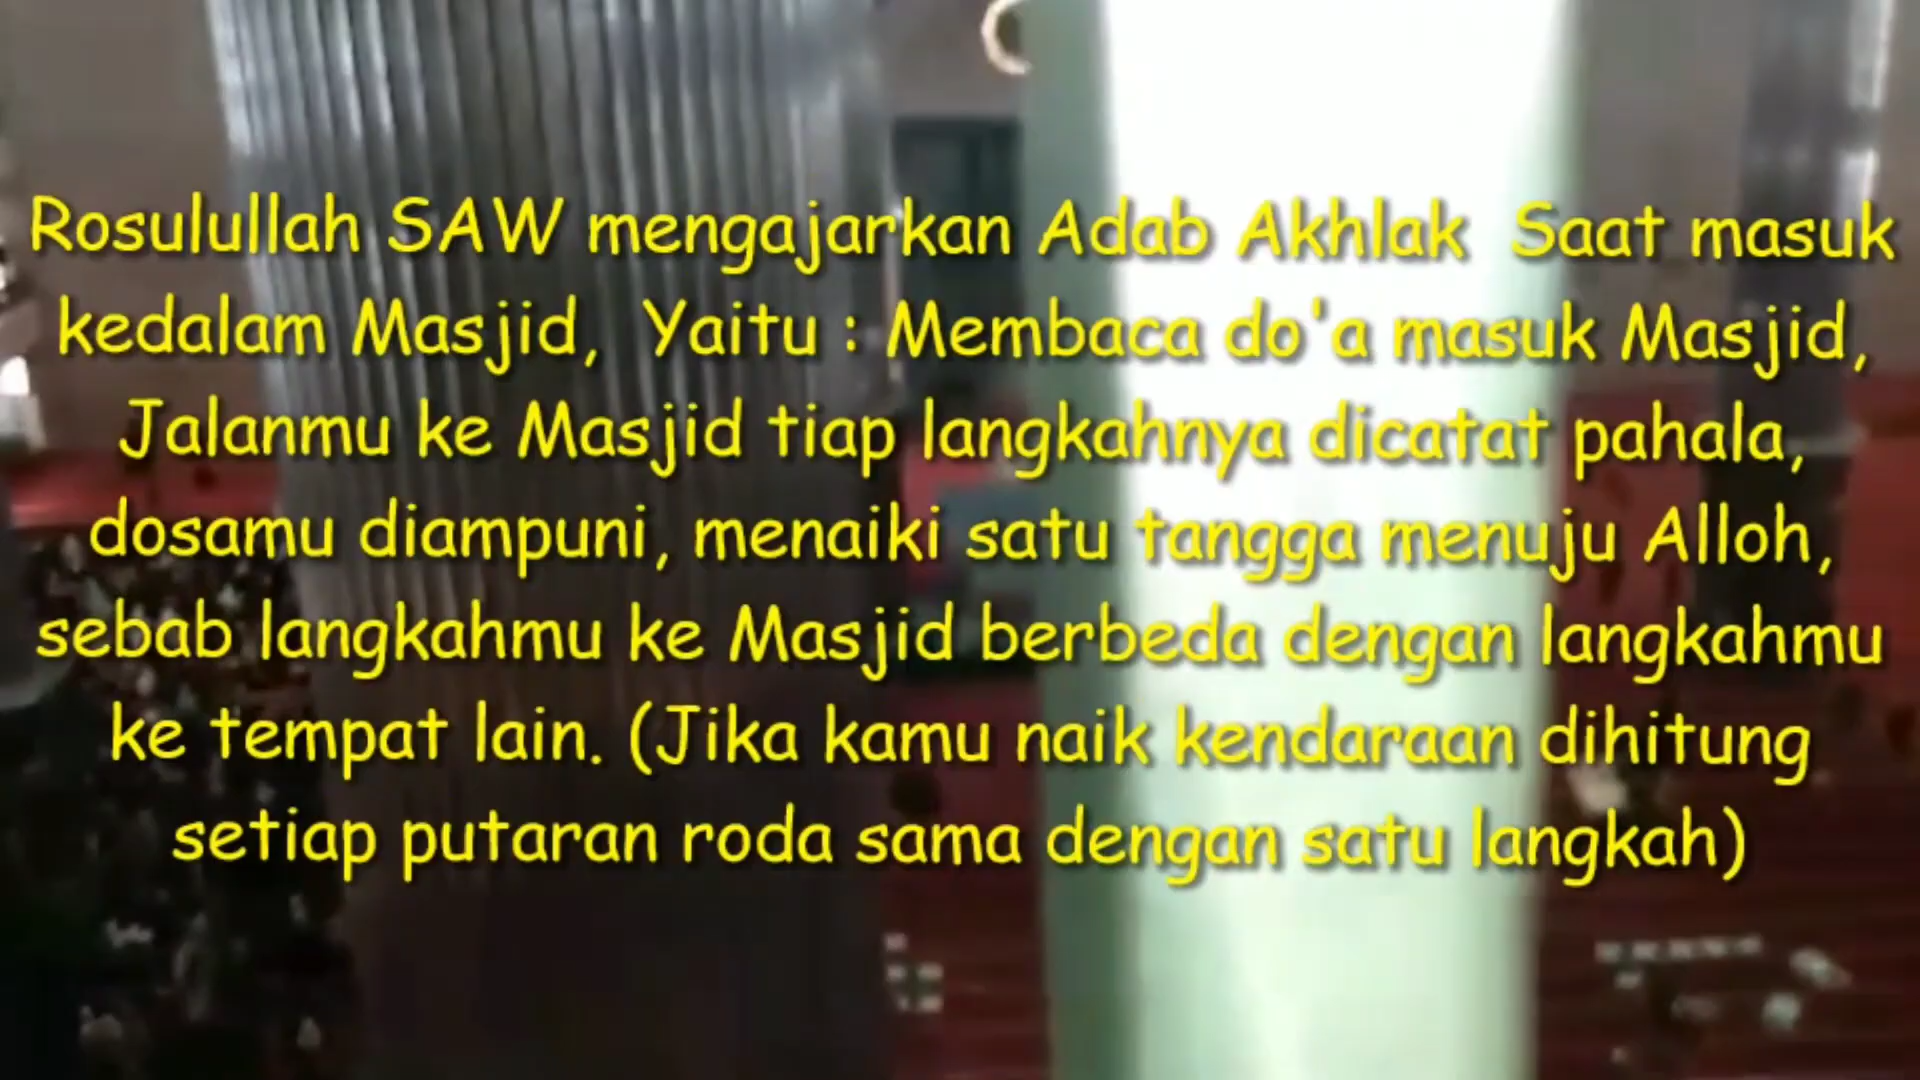 Rosulullah SAW mengajarkan Adab Akhlak Saat masuk
kedalam Masjid, Yaitu : Membaca do'a masuk Masjid,
Jalanmu ke Masjid tiap langkahnya dicatat pahala,
dosamu diampuni, menaiki satu tangga menuju Alloh,
sebab langkahmu ke Masjid berbeda dengan langkahmu
ke tempat lain. (Jika kamu naik kendaraan dihitung
setiap putaran roda sama dengan satu langkah)